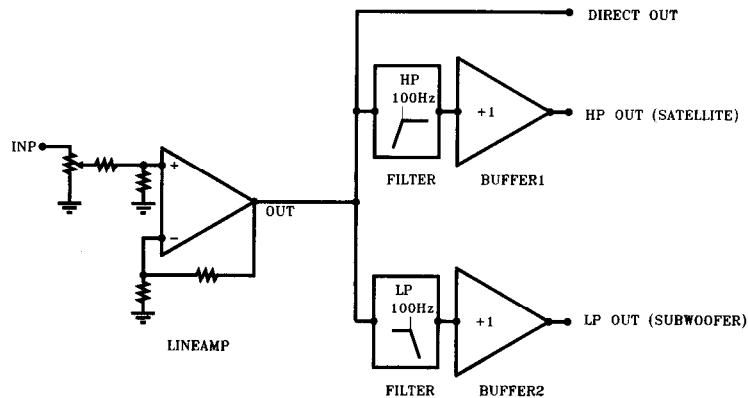 DIRECT OUT
HP
100Hz
+1
HP OUT (SATELLITE)
INP
+
FILTER
BUFFER1
OUT
−
LP
100Hz
+1
LP OUT (SUBWOOFER)
LINEAMP
FILTER
BUFFER2